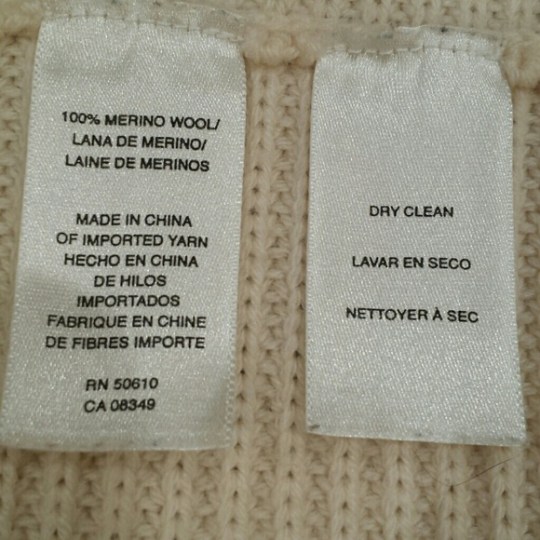 100% MERINO WOOL/
LANA DE MERINO/
LAINE DE MERINOS
MADE IN CHINA
OF IMPORTED YARN
HECHO EN CHINA
DE HILOS
IMPORTADOS
FABRIQUE EN CHINE
DE FIBRES IMPORTE
RN 50610
CA 08349
DRY CLEAN
LAVAR EN SECO
NETTOYER À SEC